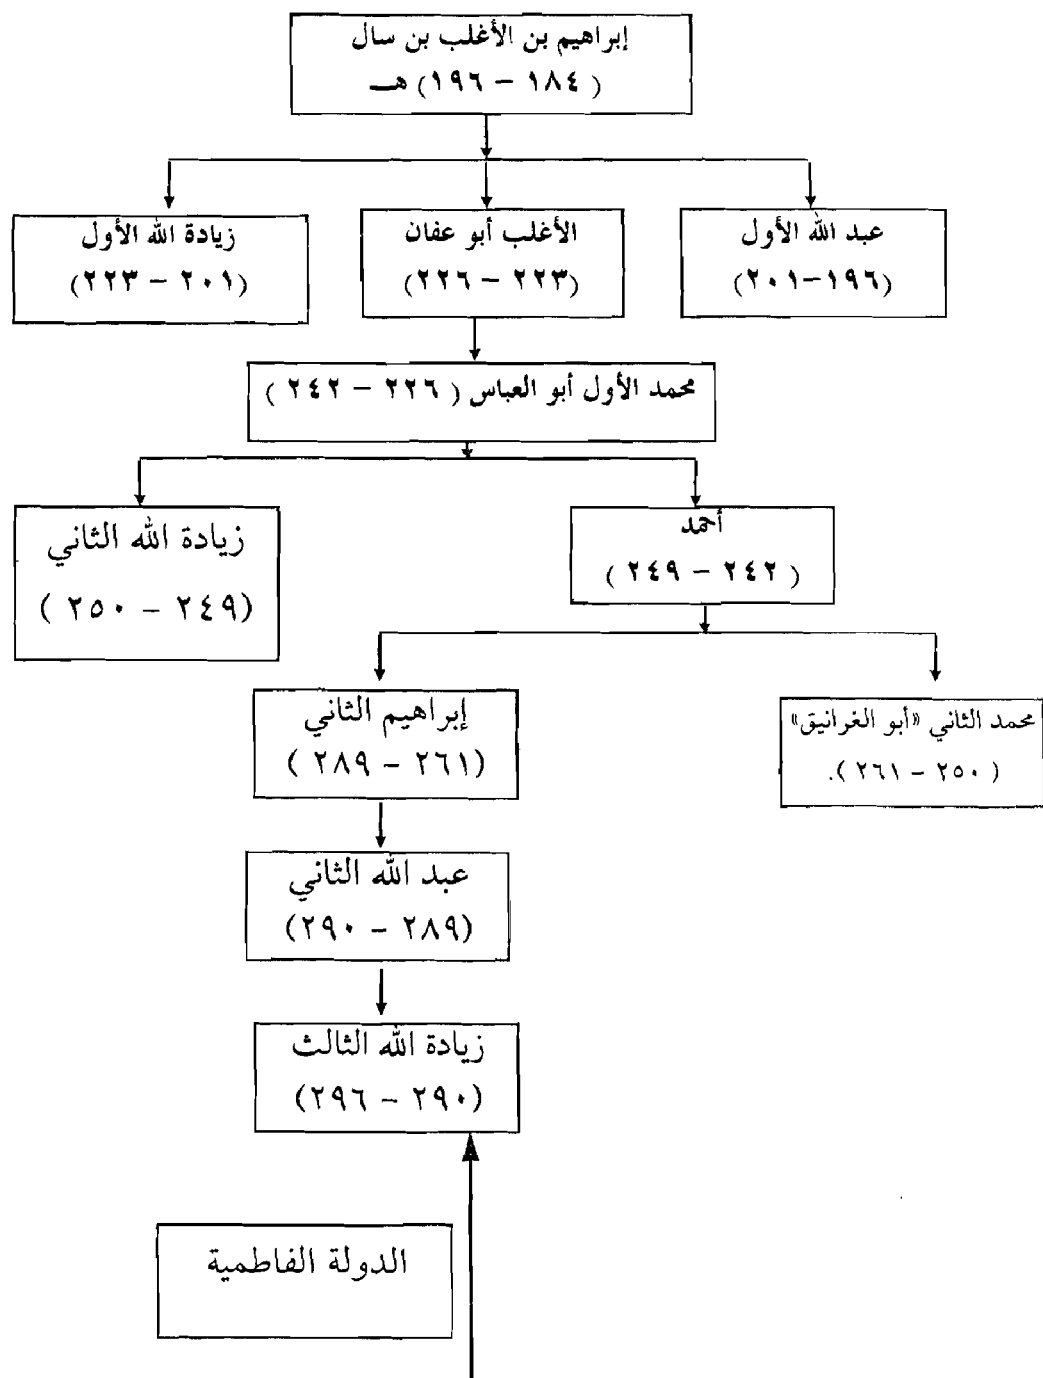 إبراهيم بن الأغلب بن سال
( ١٨٤ – ١٩٦) هـــ
عبد الله الأول
(١٩٦–٢٠١)
الأغلب أبو عفان
(٢٢٣ – ٢٢٦)
زيادة الله الأول
(٢٠١ – ٢٢٣)
محمد الأول أبو العباس ( ٢٢٦ – ٢٤٢ )
أحمد
( ٢٤٢ – ٢٤٩ )
زيادة الله الثاني
(٢٤٩ – ٢٥٠ )
محمد الثاني «أبو الغرانيق»
( ٢٥٠ – ٢٦١ ).
إبراهيم الثاني
(٢٦١ – ٢٨٩ )
عبد الله الثاني
(٢٨٩ – ٢٩٠)
زيادة الله الثالث
(٢٩٠ – ٢٩٦)
الدولة الفاطمية